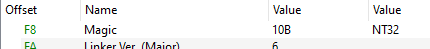 Offset Name Value Value
F8 Magic 10B NT32
FA Linker Ver. (Major) 6